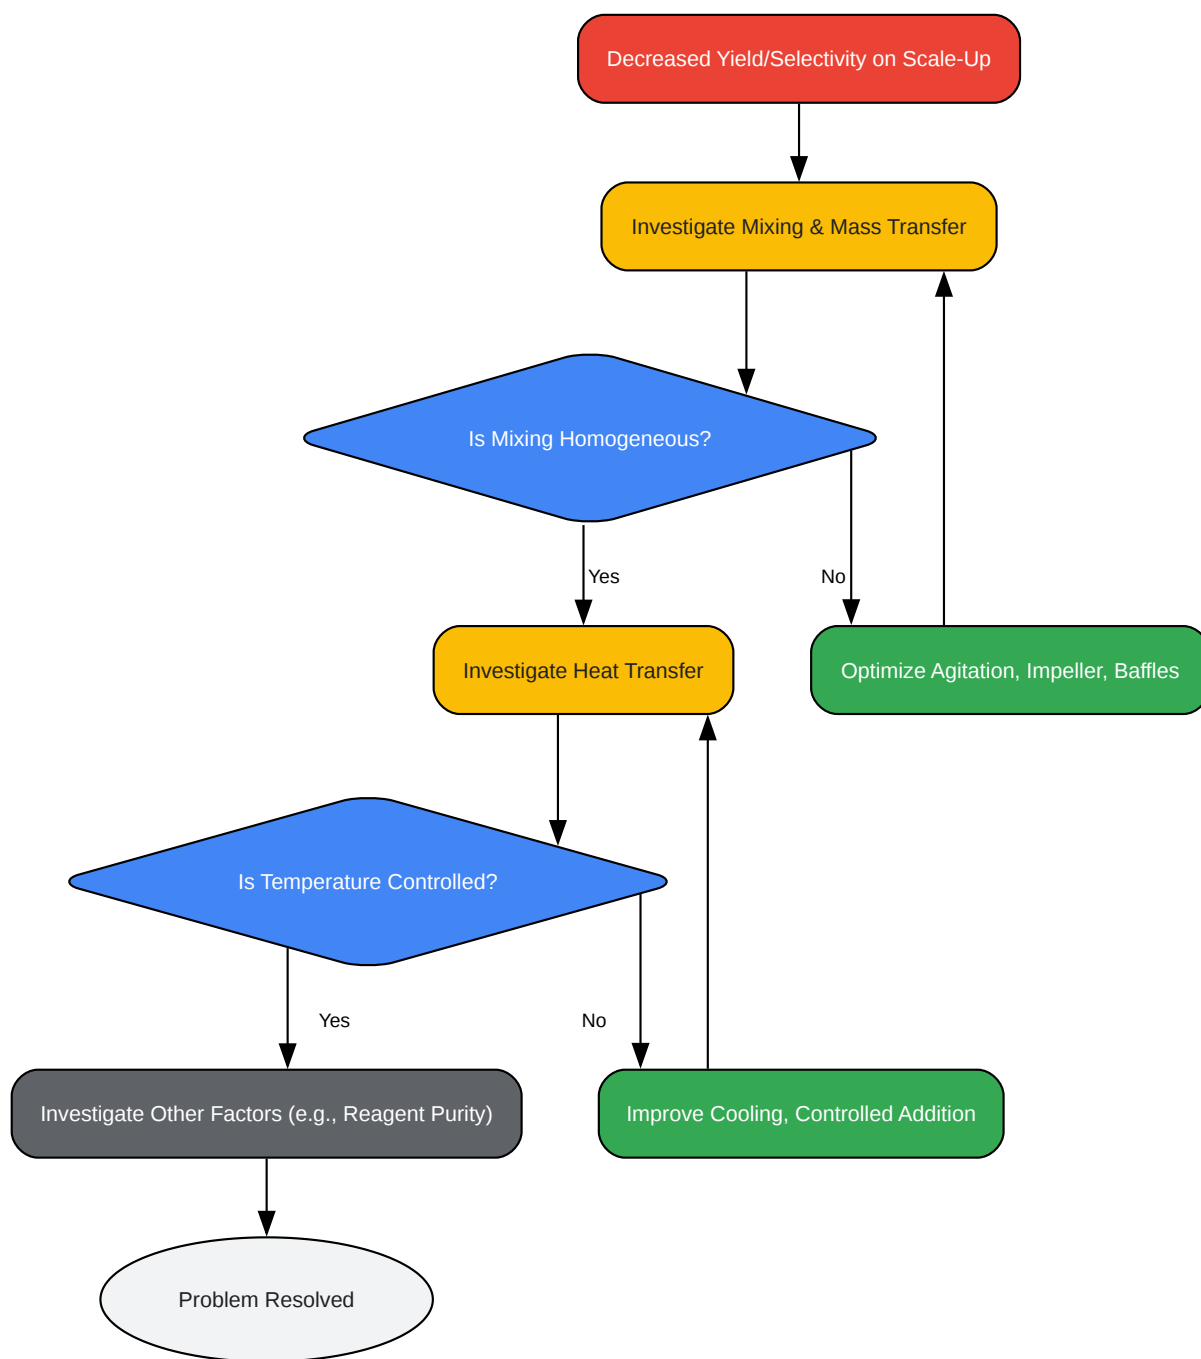 Decreased Yield/Selectivity on Scale-Up
Investigate Mixing & Mass Transfer
Is Mixing Homogeneous?
Yes
No
Investigate Heat Transfer
Optimize Agitation, Impeller, Baffles
Is Temperature Controlled?
Yes
No
Investigate Other Factors (e.g., Reagent Purity)
Improve Cooling, Controlled Addition
Problem Resolved